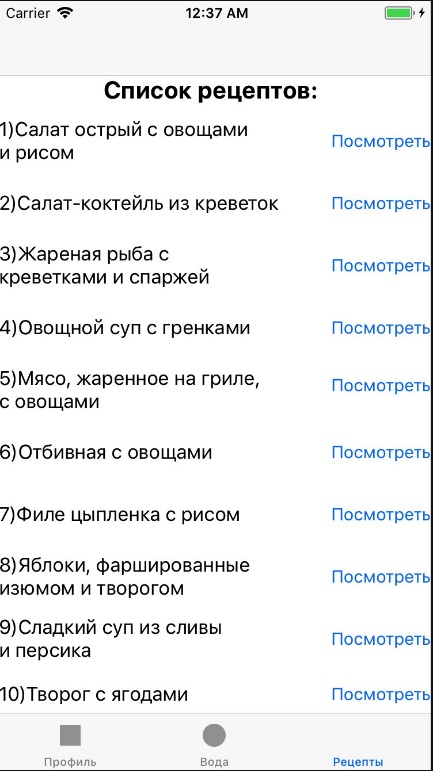 Carrier 12:37 AM
Список рецептов:
1)Салат острый с овощами
и рисом
Посмотреть
2)Салат-коктейль из креветок
Посмотреть
3)Жареная рыба с
креветками и спаржей
Посмотреть
4)Овощной суп с гренками
Посмотреть
5)Мясо, жаренное на гриле,
с овощами
Посмотреть
6)Отбивная с овощами
Посмотреть
7)Филе цыпленка с рисом
Посмотреть
8)Яблоки, фаршированные
изюмом и творогом
Посмотреть
9)Сладкий суп из сливы
и персика
Посмотреть
10)Творог с ягодами
Посмотреть
Профиль Вода Рецепты